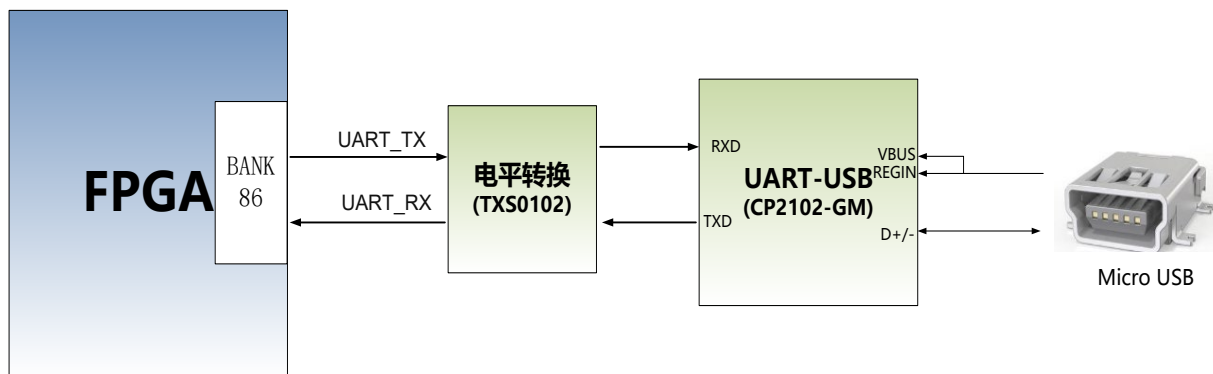 FPGA
BANK
86
UART_TX
UART_RX
电平转换
(TXS0102)
RXD
TXD
UART-USB
(CP2102-GM)
VBUS
REGIN
D+/-
Micro USB